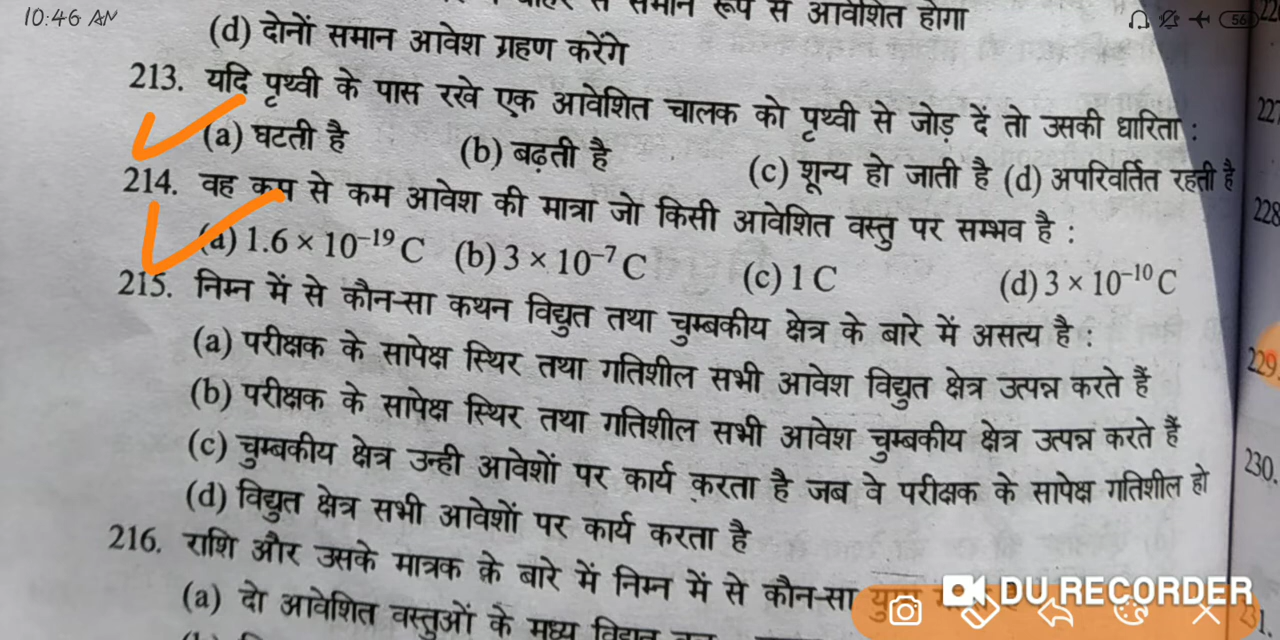 10:46 AM
56
समान रूप से आवेशित होगा
(d) दोनों समान आवेश ग्रहण करेंगे
213. यदि पृथ्वी के पास रखे एक आवेशित चालक को पृथ्वी से जोड़ दें तो उसकी धारिता :
(a) घटती है (b) बढ़ती है (c) शून्य हो जाती है (d) अपरिवर्तित रहती है
214. वह कम से कम आवेश की मात्रा जो किसी आवेशित वस्तु पर सम्भव है :
(a) 1.6 × 10⁻¹⁹ C (b) 3 × 10⁻⁷ C (c) 1 C (d) 3 × 10⁻¹⁰ C
215. निम्न में से कौन-सा कथन विद्युत तथा चुम्बकीय क्षेत्र के बारे में असत्य है :
(a) परीक्षक के सापेक्ष स्थिर तथा गतिशील सभी आवेश विद्युत क्षेत्र उत्पन्न करते हैं
(b) परीक्षक के सापेक्ष स्थिर तथा गतिशील सभी आवेश चुम्बकीय क्षेत्र उत्पन्न करते हैं
(c) चुम्बकीय क्षेत्र उन्ही आवेशों पर कार्य करता है जब वे परीक्षक के सापेक्ष गतिशील हो
(d) विद्युत क्षेत्र सभी आवेशों पर कार्य करता है
216. राशि और उसके मात्रक के बारे में निम्न में से कौन-सा
(a) दो आवेशित वस्तुओं के मध्य
227
228
229.
230.
DU RECORDER